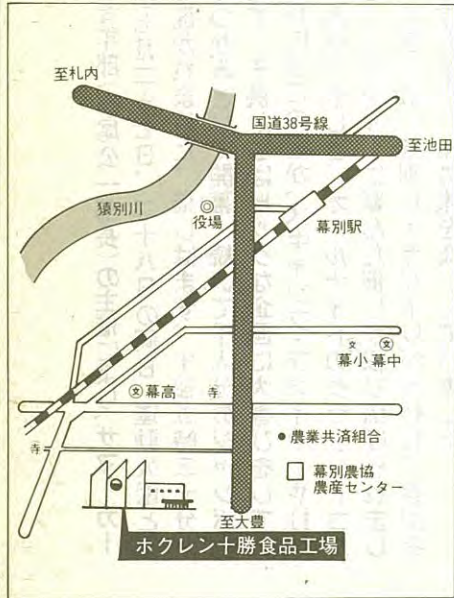 至札内
国道38号線
至池田
猿別川
役場
幕別駅
文 文
幕小 幕中
文 幕高
寺
寺
農業共済組合
幕別農協
農産センター
至大豊
ホクレン十勝食品工場